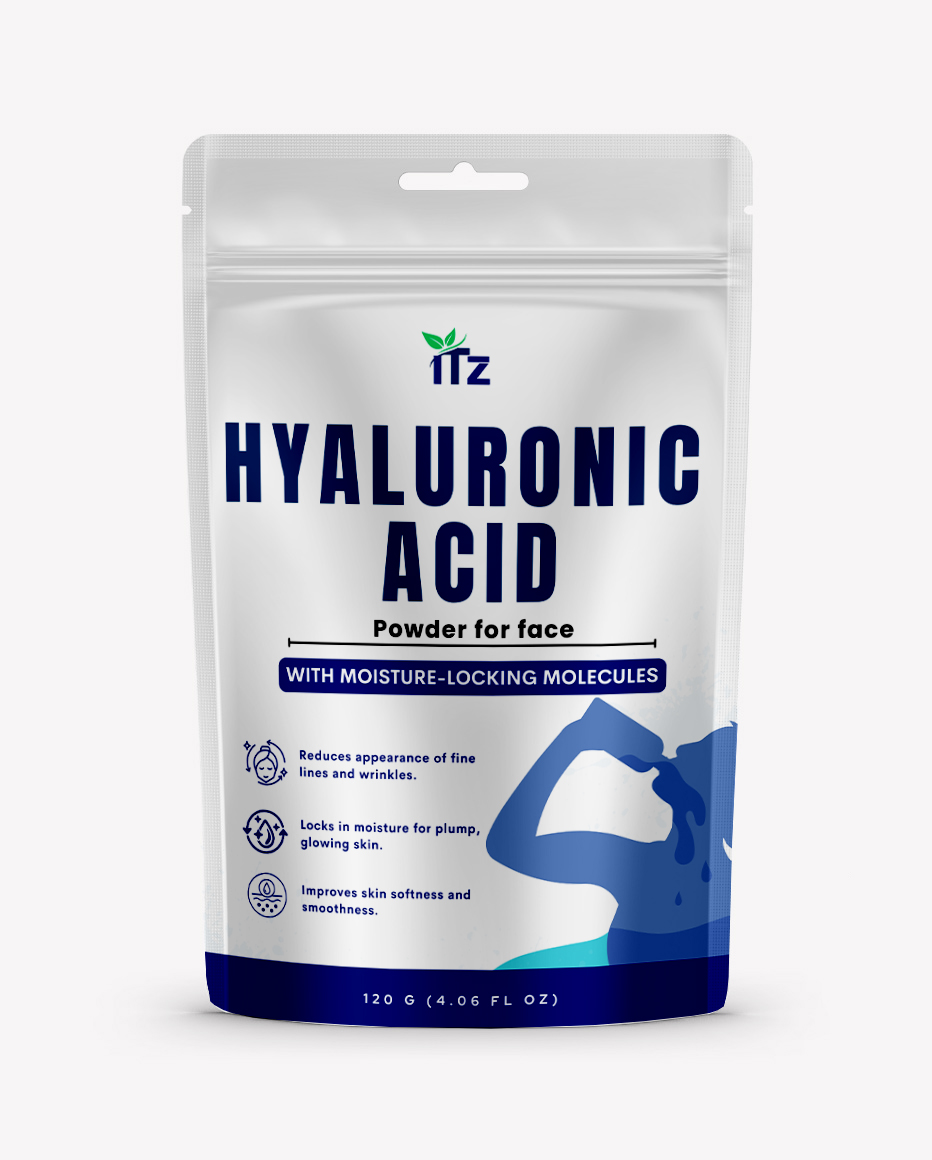 ITZ
HYALURONIC
ACID
Powder for face
WITH MOISTURE-LOCKING MOLECULES
Reduces appearance of fine
lines and wrinkles.
Locks in moisture for plump,
glowing skin.
Improves skin softness and
smoothness.
120 G (4.06 FL OZ)